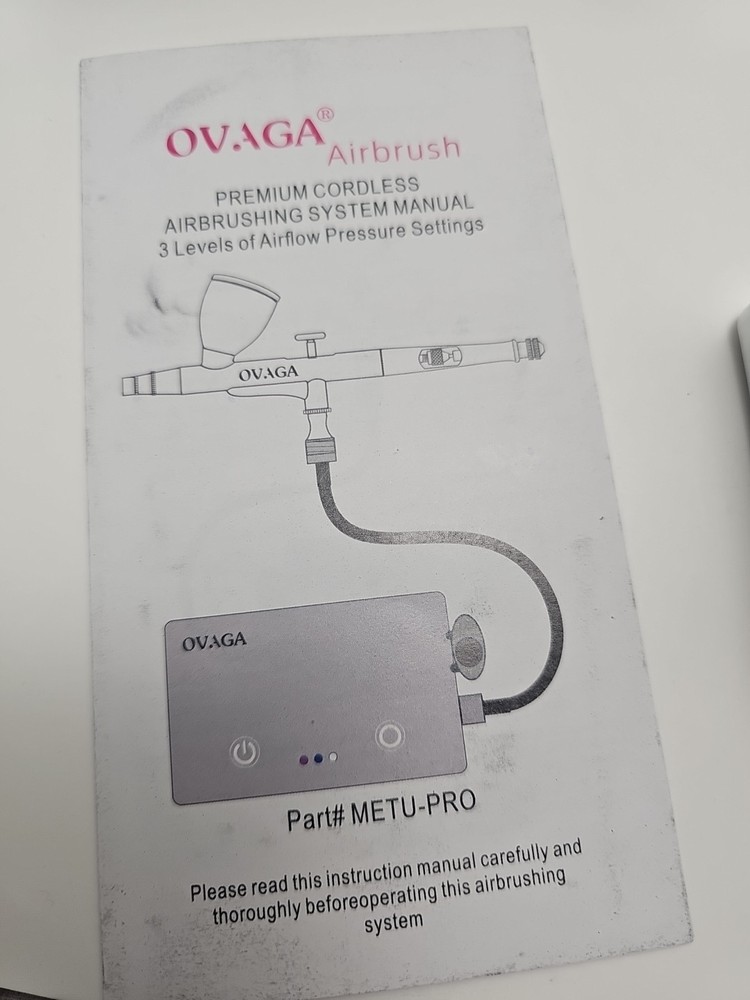 OVAGA®
Airbrush
PREMIUM CORDLESS
AIRBRUSHING SYSTEM MANUAL
3 Levels of Airflow Pressure Settings
OVAGA
OVAGA
Part# METU-PRO
Please read this instruction manual carefully and
thoroughly beforeoperating this airbrushing
system